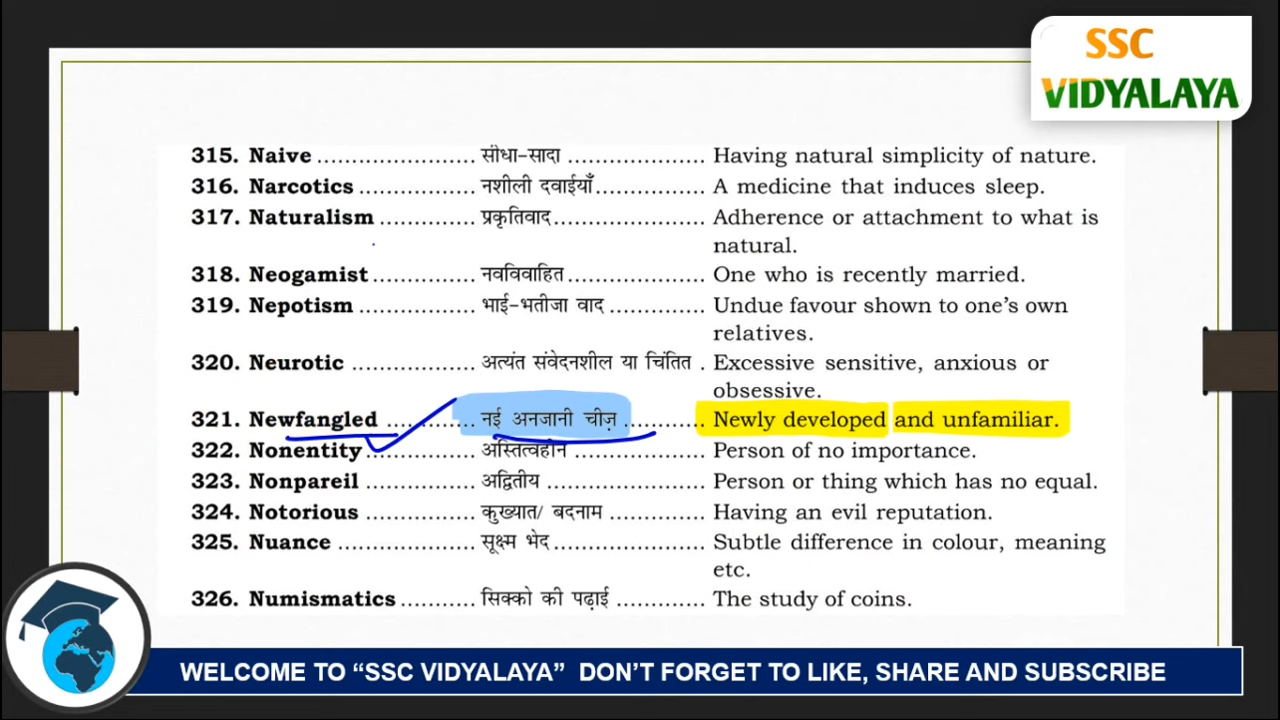 SSC
VIDYALAYA
315. Naive ........................ सीधा-सादा ..................... Having natural simplicity of nature.
316. Narcotics .................. नशीली दवाईयाँ................. A medicine that induces sleep.
317. Naturalism ............... प्रकृतिवाद....................... Adherence or attachment to what is
natural.
318. Neogamist ................ नवविवाहित ..................... One who is recently married.
319. Nepotism .................. भाई-भतीजा वाद ............... Undue favour shown to one's own
relatives.
320. Neurotic ................... अत्यंत संवेदनशील या चिंतित . Excessive sensitive, anxious or
obsessive.
321. Newfangled .............. नई अनजानी चीज़ ............. Newly developed and unfamiliar.
322. Nonentity ................. अस्तित्वहीन ..................... Person of no importance.
323. Nonpareil ................. अद्वितीय ........................ Person or thing which has no equal.
324. Notorious ................. कुख्यात/ बदनाम ................ Having an evil reputation.
325. Nuance ..................... सूक्ष्म भेद....................... Subtle difference in colour, meaning
etc.
326. Numismatics ........... सिक्को की पढ़ाई .............. The study of coins.
WELCOME TO “SSC VIDYALAYA” DON'T FORGET TO LIKE, SHARE AND SUBSCRIBE